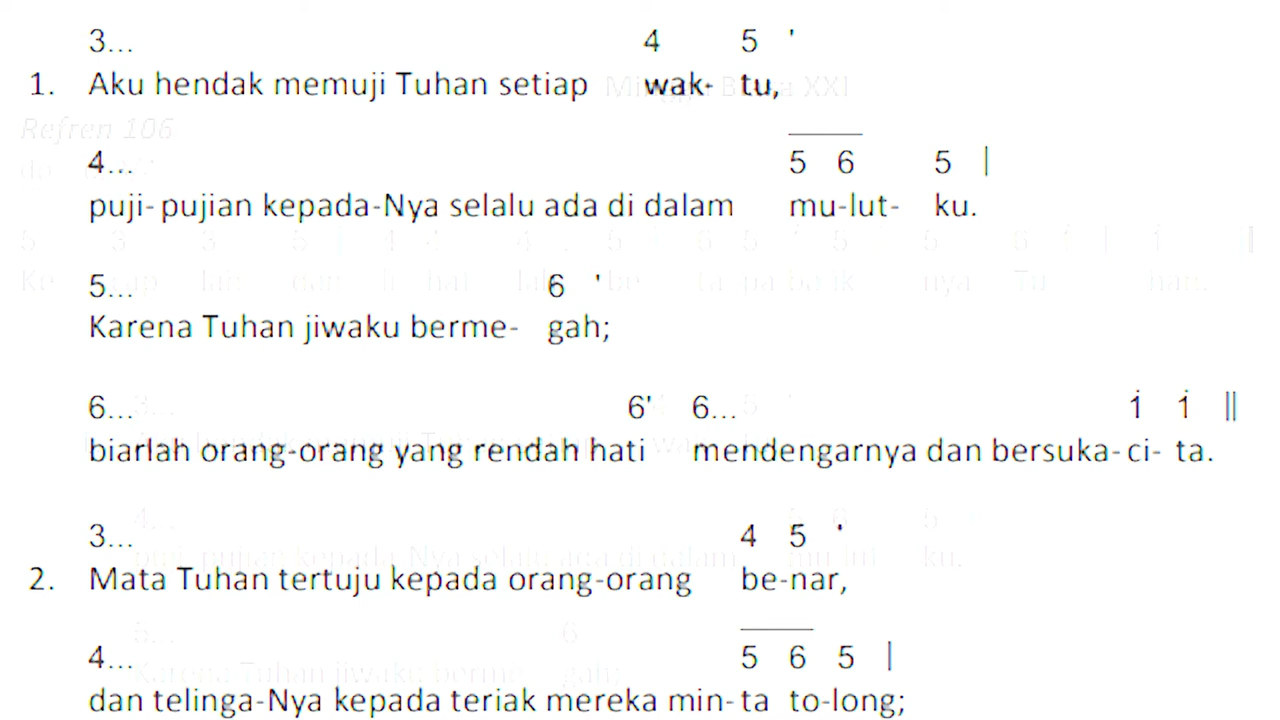 3... 4 5 '
1. Aku hendak memuji Tuhan setiap wak- tu,
4... 5 6 5 |
puji-pujian kepada-Nya selalu ada di dalam mu-lut- ku.
5... 6 '
Karena Tuhan jiwaku berme- gah;
6... 6' 6... 1̇ 1̇ ||
biarlah orang-orang yang rendah hati mendengarnya dan bersuka-ci- ta.
3... 4 5 '
2. Mata Tuhan tertuju kepada orang-orang be-nar,
4... 5 6 5 |
dan telinga-Nya kepada teriak mereka min-ta to-long;